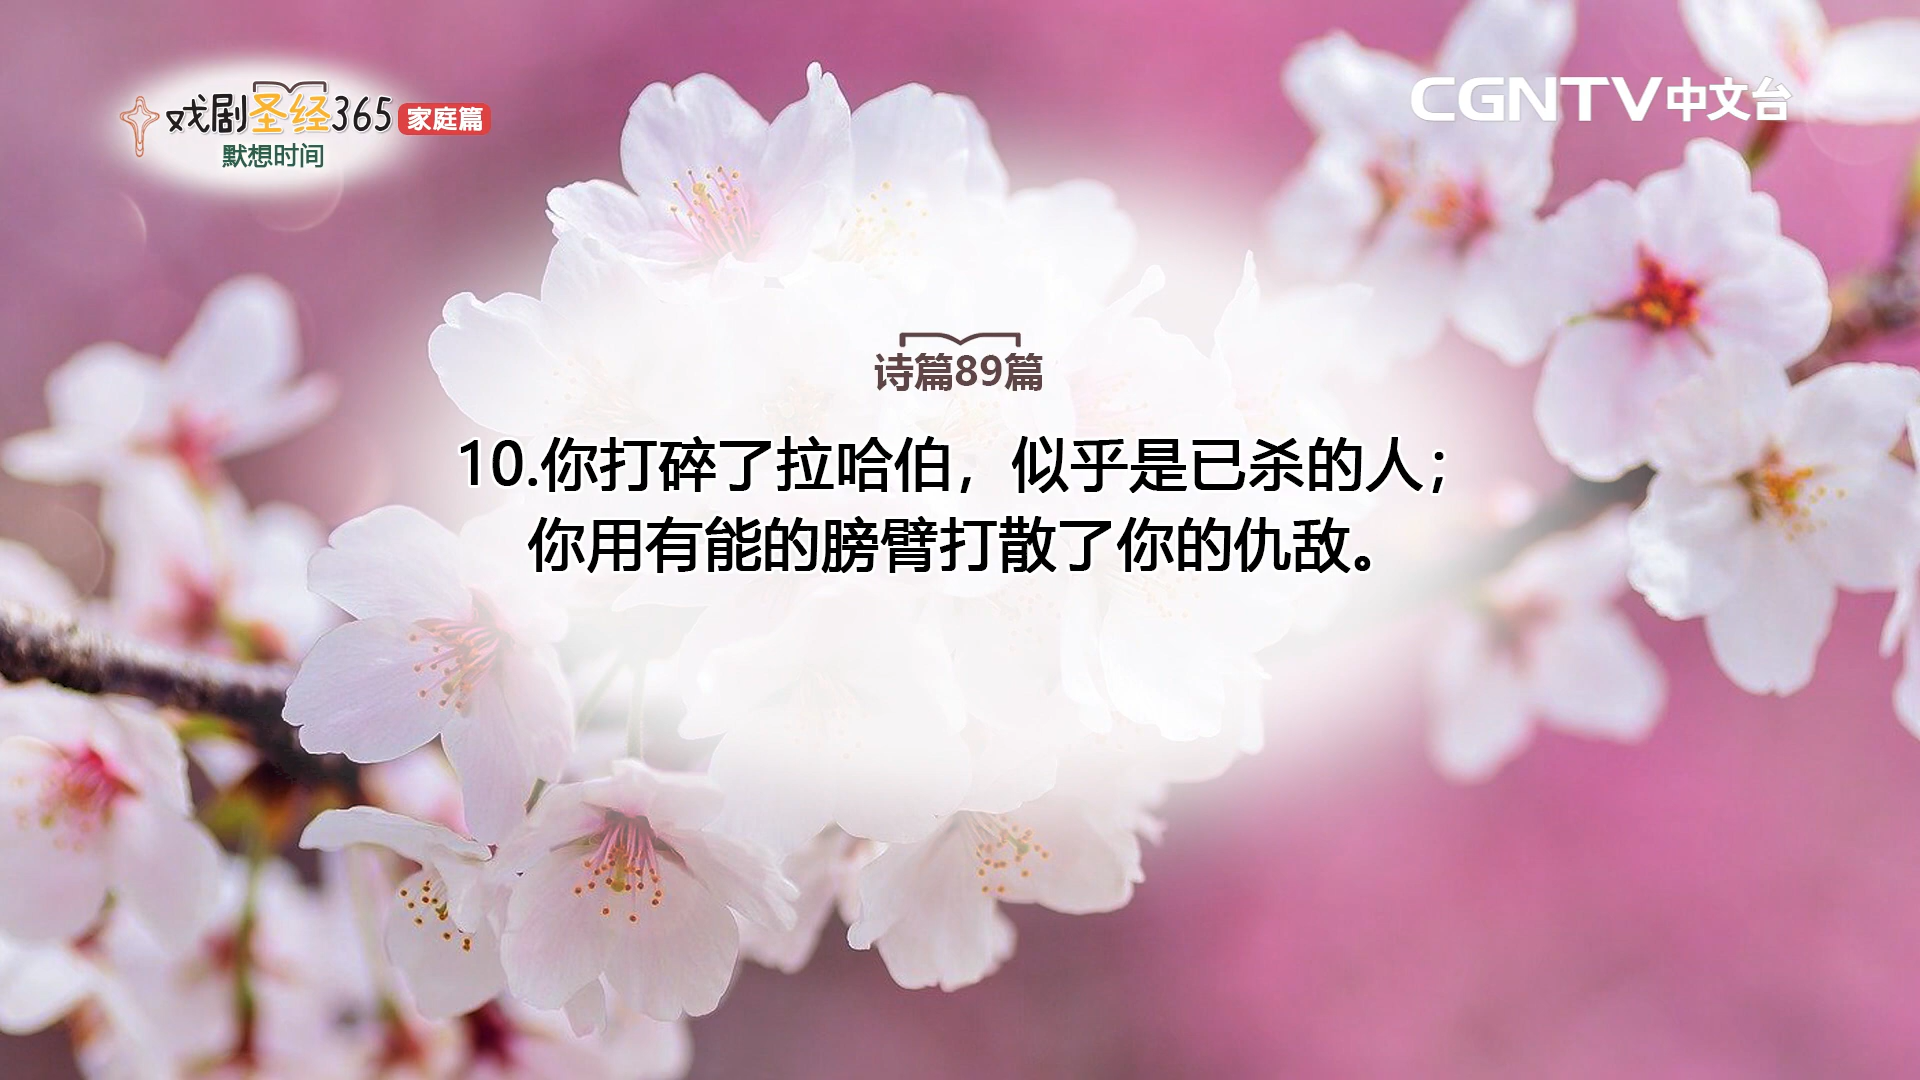 戏剧圣经365 家庭篇
默想时间
CGNTV中文台
诗篇89篇
10.你打碎了拉哈伯，似乎是已杀的人；
你用有能的膀臂打散了你的仇敌。